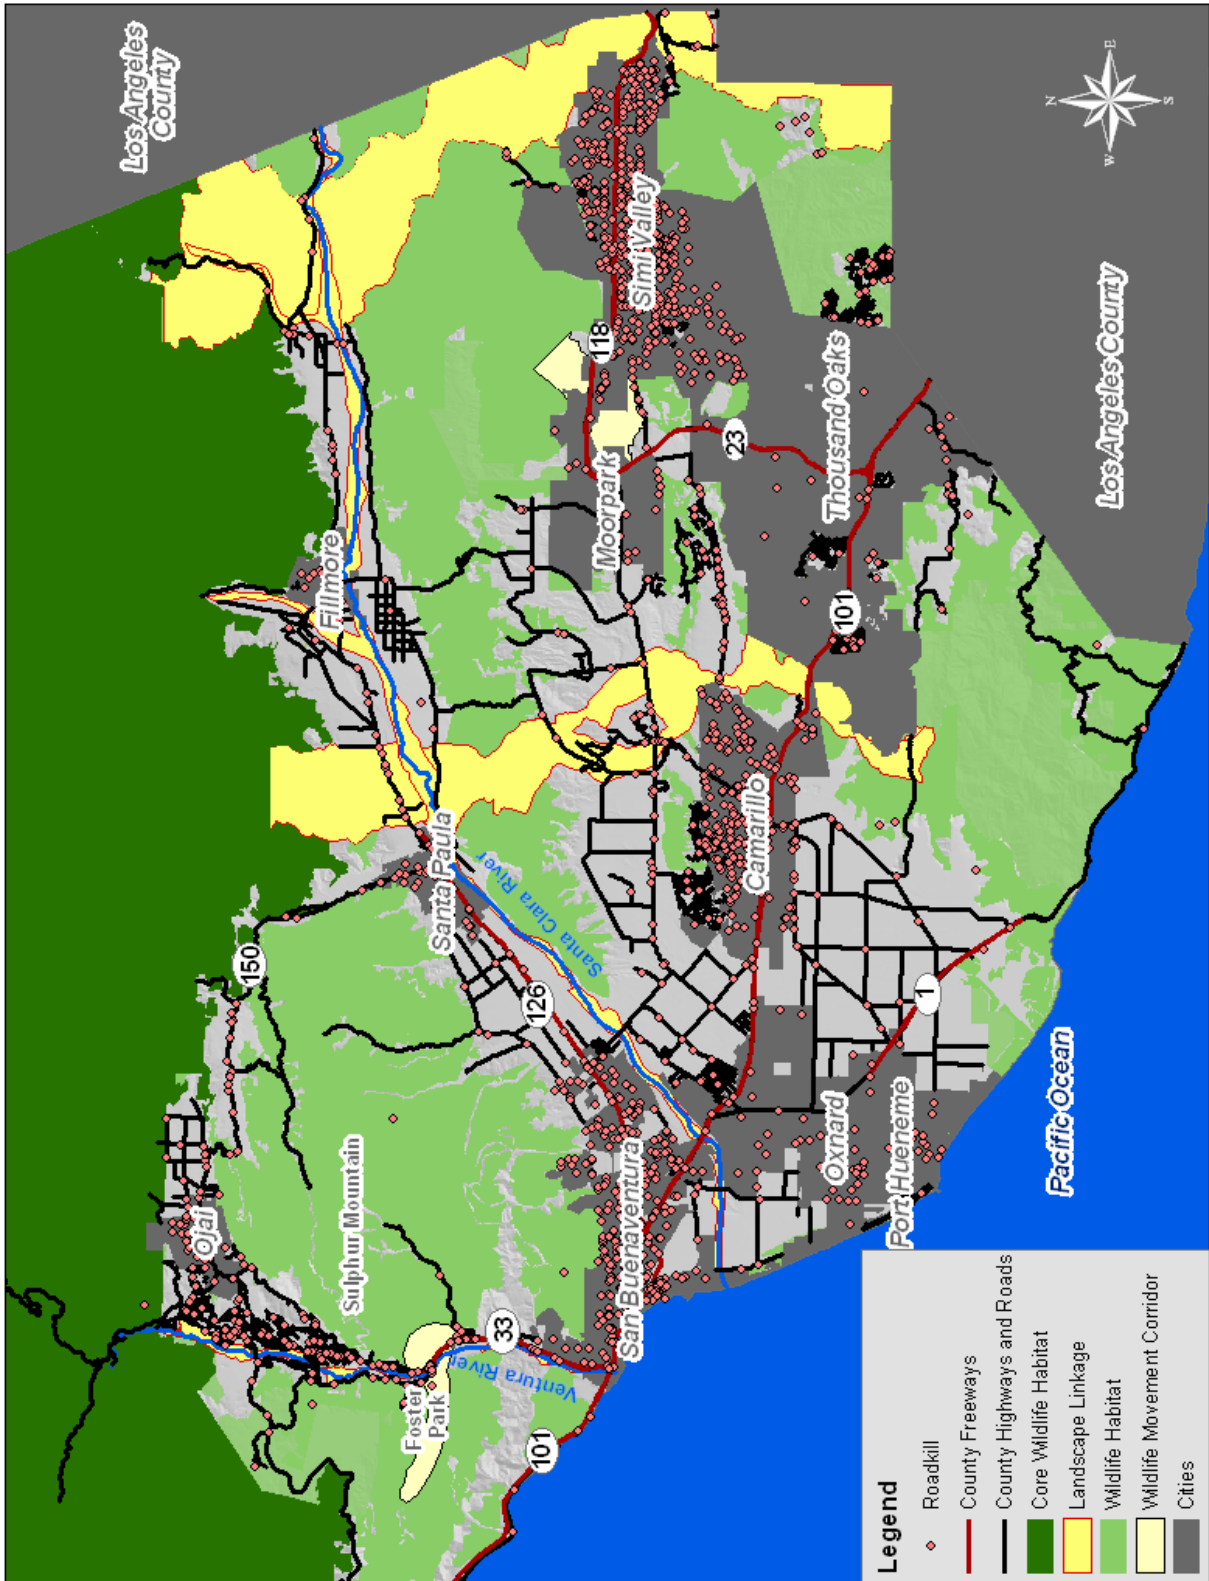 Los Angeles
County
N
W
E
S
150
Ojai
Sulphur Mountain
Foster
Park
33
Ventura River
101
Santa Paula
126
Santa Clara River
Fillmore
San Buenaventura
Moorpark
118
Simi Valley
23
Camarillo
Thousand Oaks
101
Oxnard
Port Hueneme
1
Pacific Ocean
Los Angeles County
Legend
Roadkill
County Freeways
County Highways and Roads
Core Wildlife Habitat
Landscape Linkage
Wildlife Habitat
Wildlife Movement Corridor
Cities